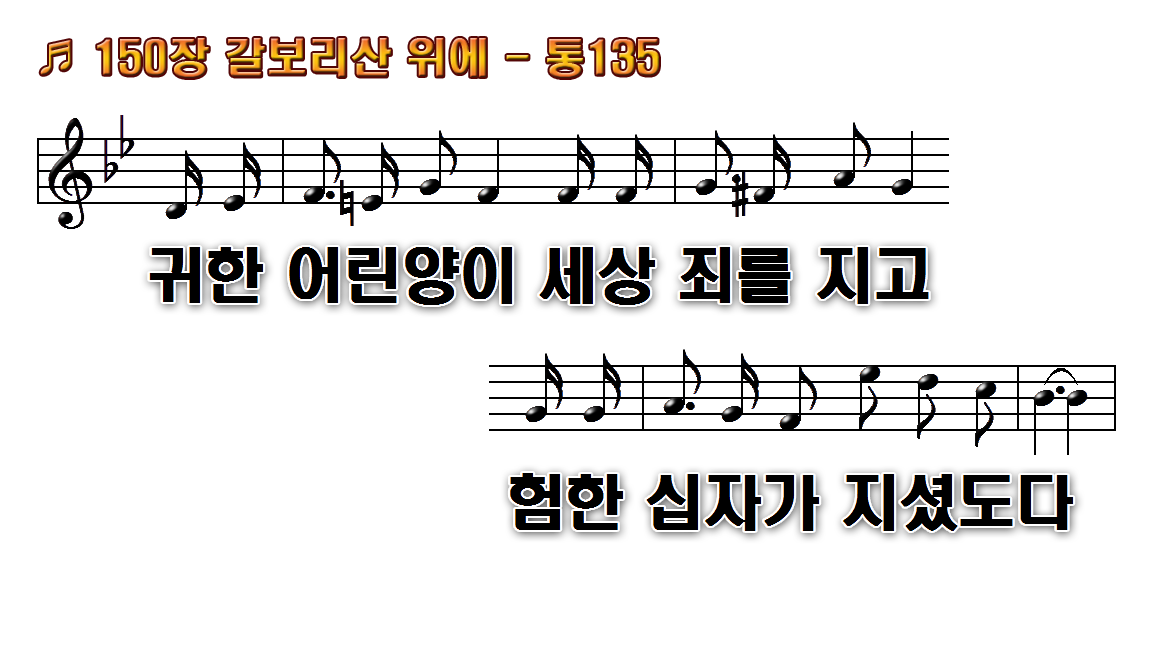 ♬ 150장 갈보리산 위에 - 통135
귀한 어린양이 세상 죄를 지고
험한 십자가 지셨도다